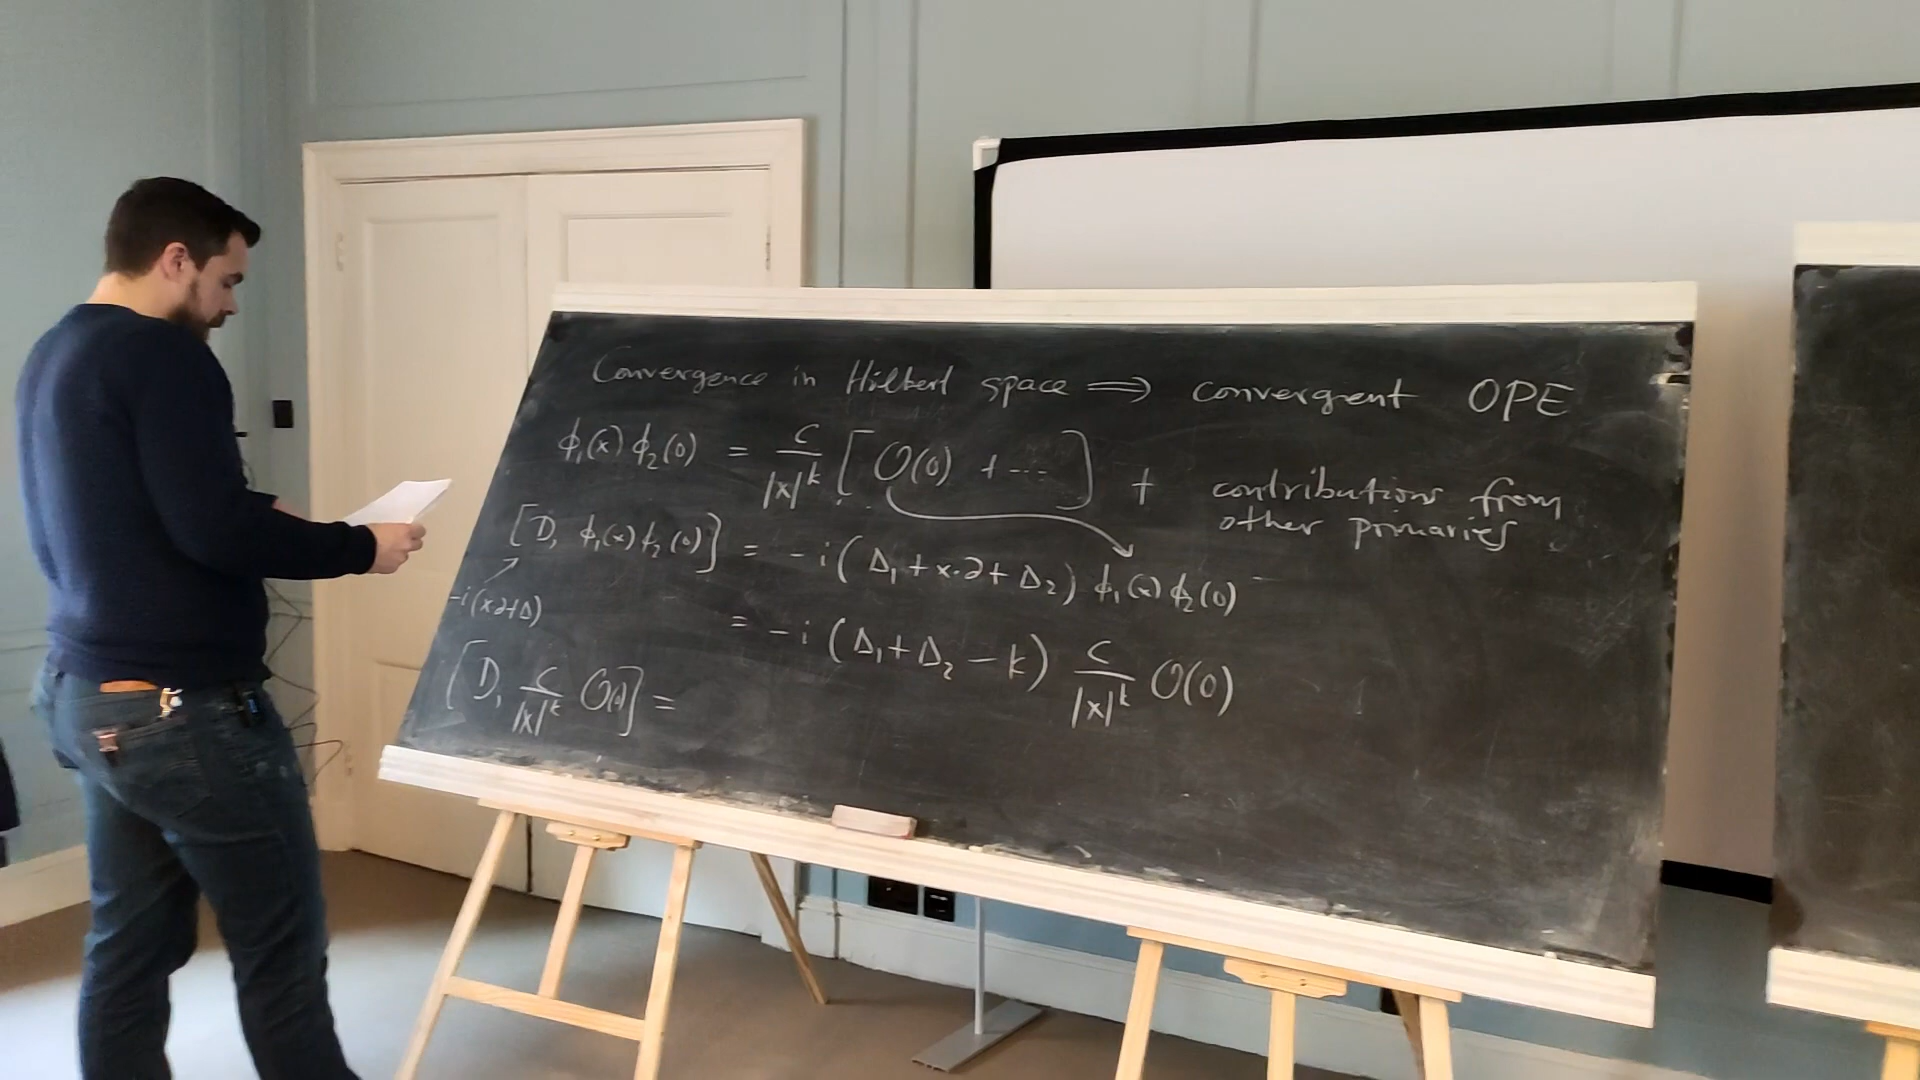 Convergence in Hilbert space ⟹ convergent OPE
ϕ₁(x) ϕ₂(0) = C/|x|^k [O(0) + ...] + contributions from other primaries
[D, ϕ₁(x) ϕ₂(0)] = -i(Δ₁ + x·∂ + Δ₂) ϕ₁(x) ϕ₂(0)
-i(x∂+Δ)
= -i (Δ₁ + Δ₂ - k) C/|x|^k O(0)
[D, C/|x|^k O(0)] =